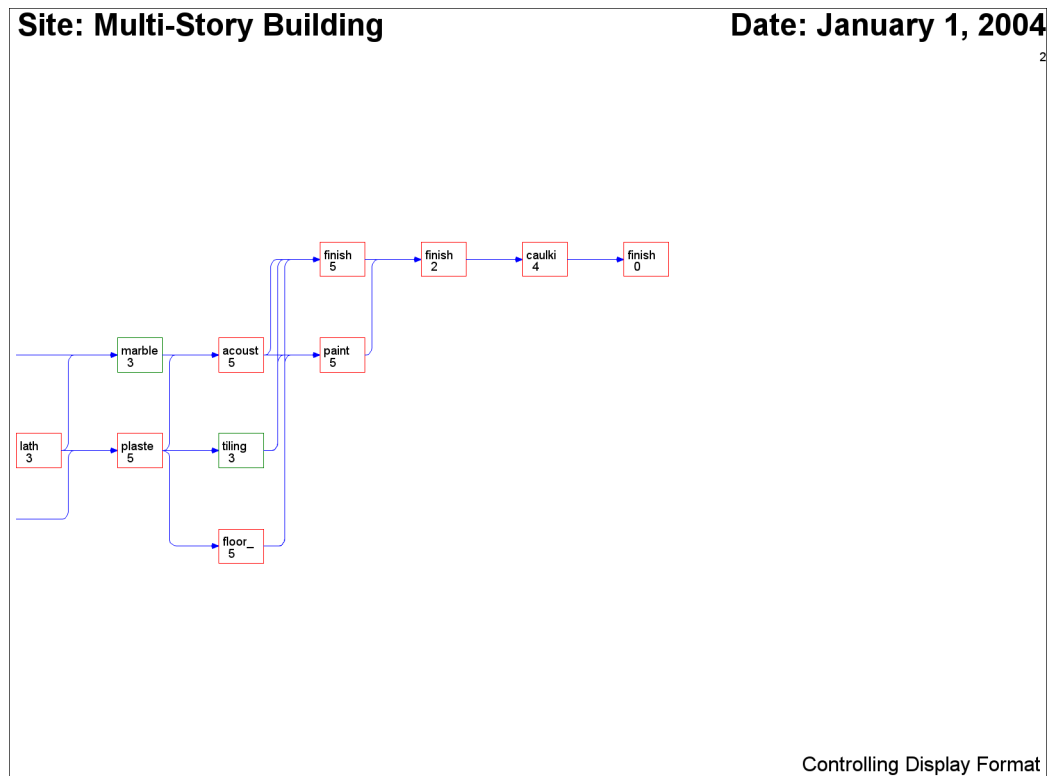 Site: Multi-Story Building
Date: January 1, 2004
2
finish
5
finish
2
caulki
4
finish
0
marble
3
acoust
5
paint
5
lath
3
plaste
5
tiling
3
floor_
5
Controlling Display Format